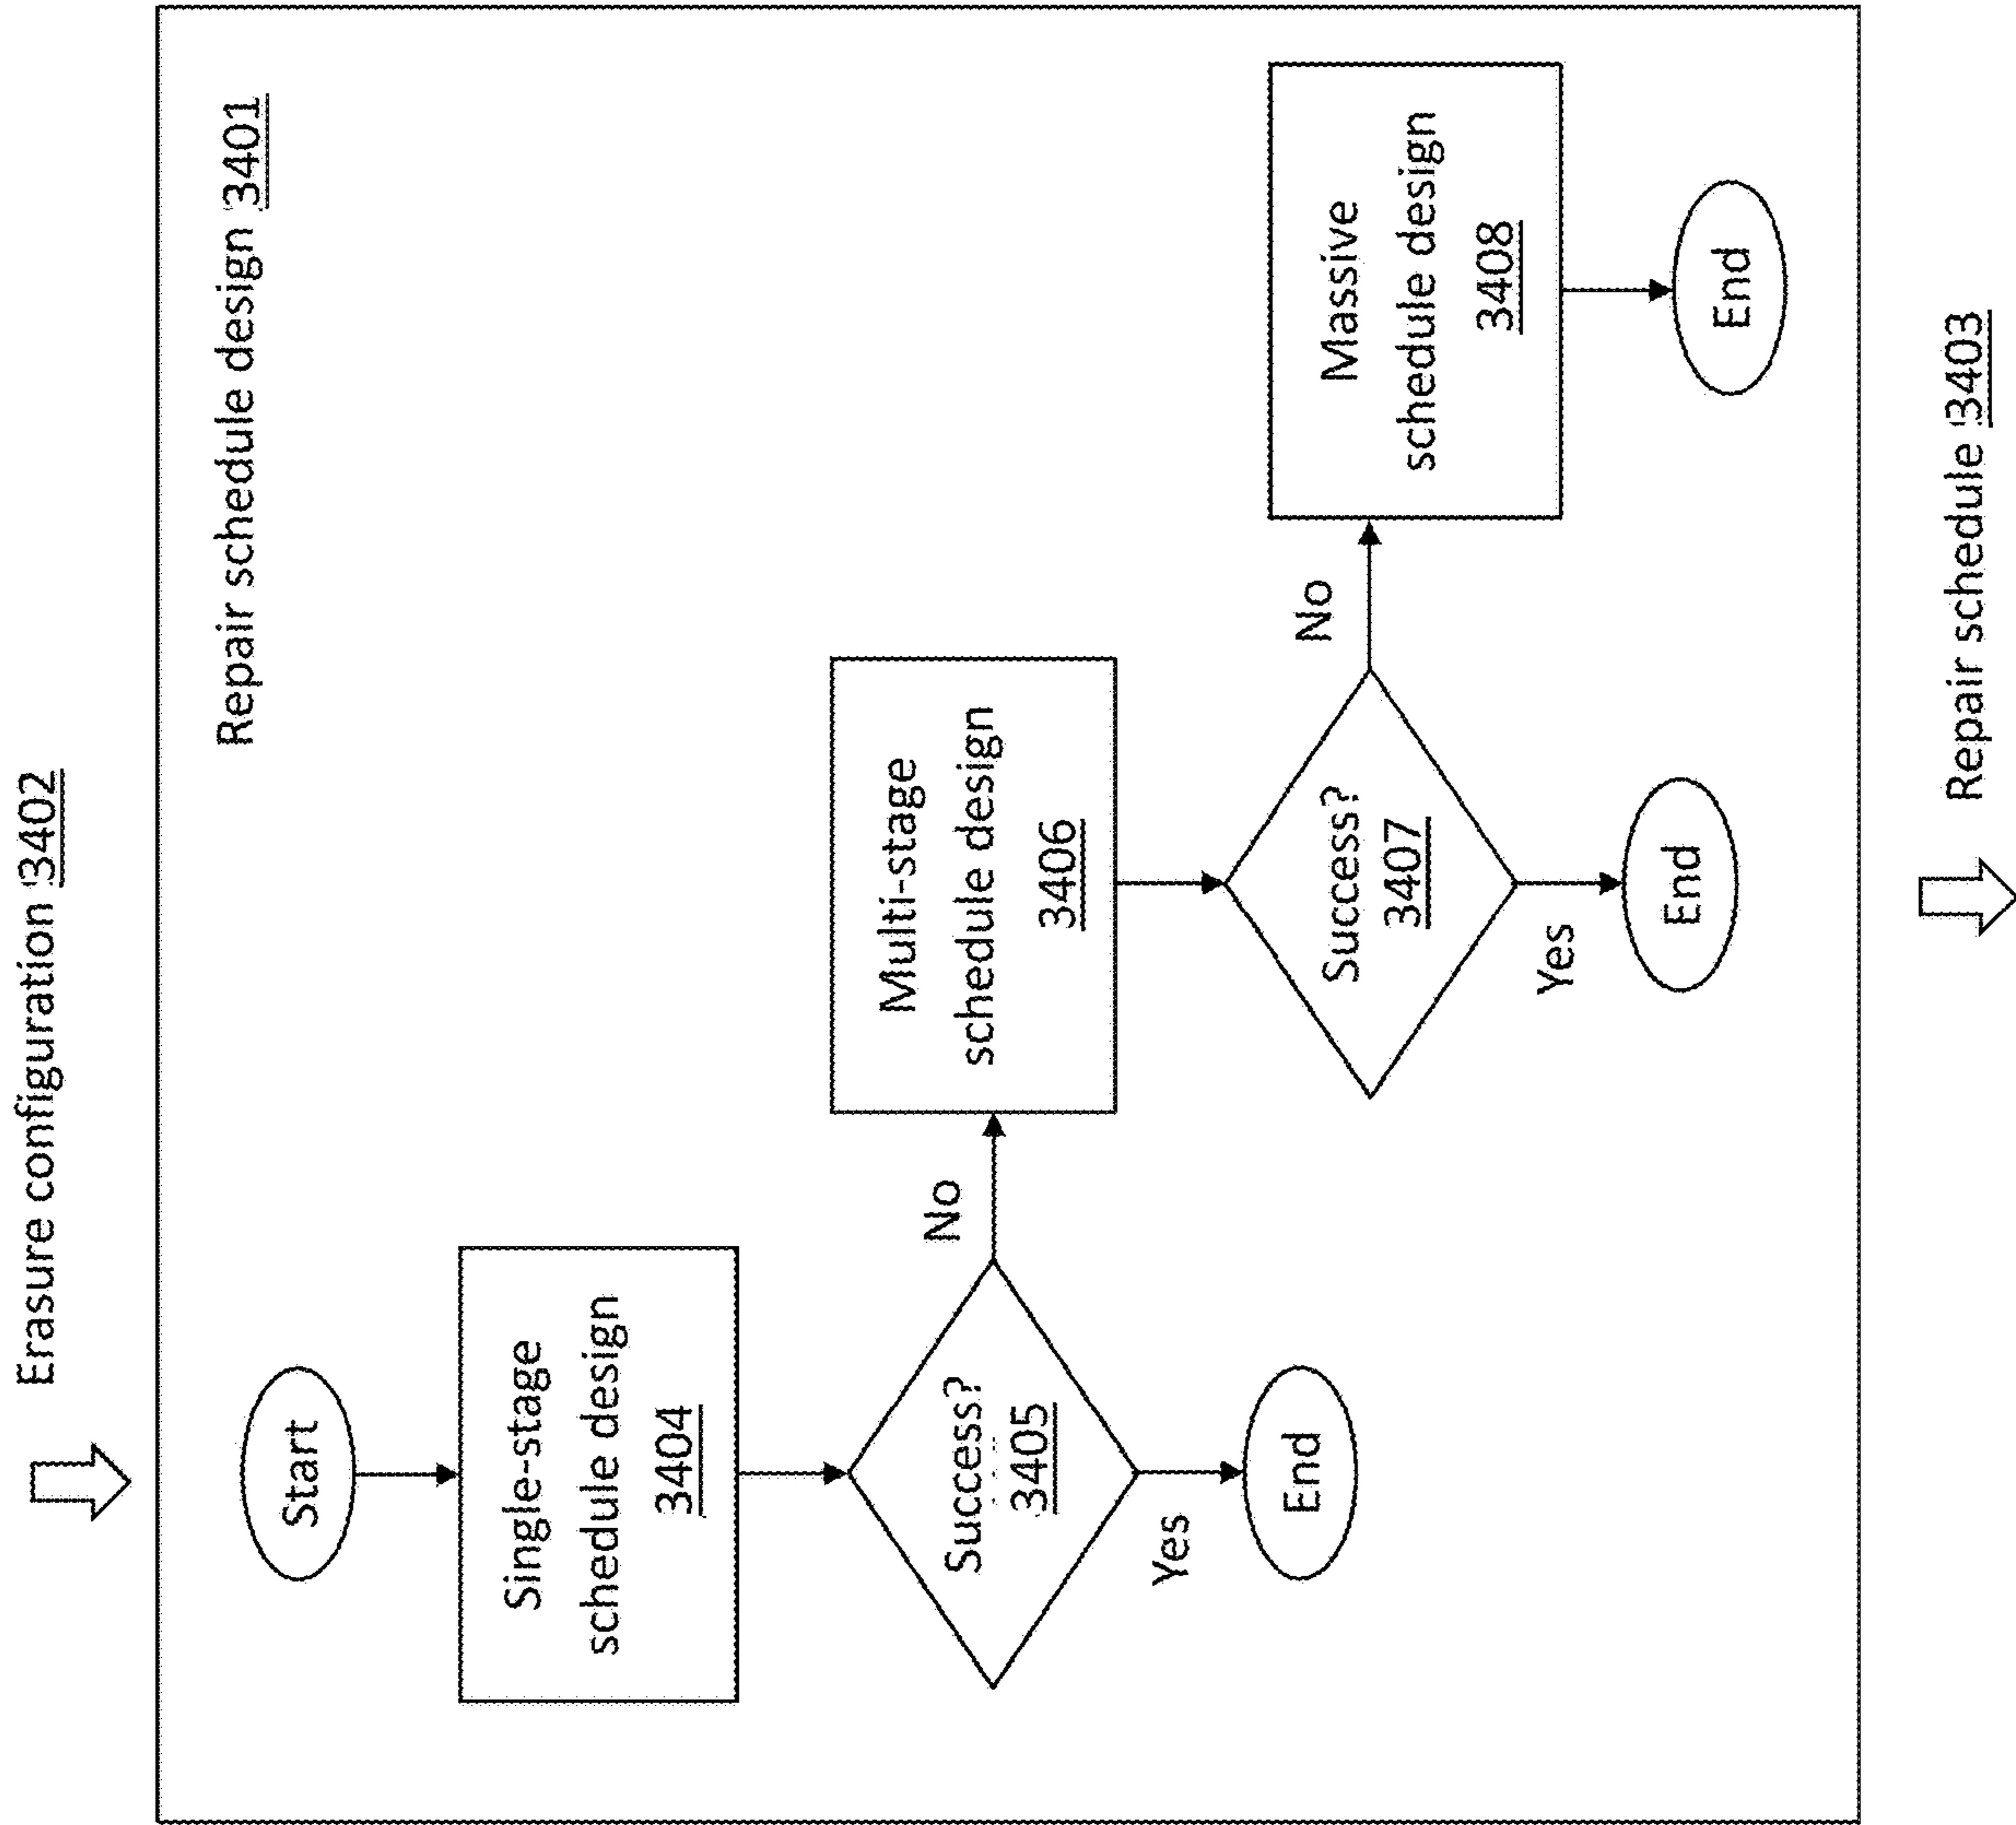 Erasure configuration 3402
Repair schedule design 3401
Start
Single-stage
schedule design
3404
Success?
3405
No
Yes
End
Multi-stage
schedule design
3406
Success?
3407
No
Yes
End
Massive
schedule design
3408
End
Repair schedule 3403